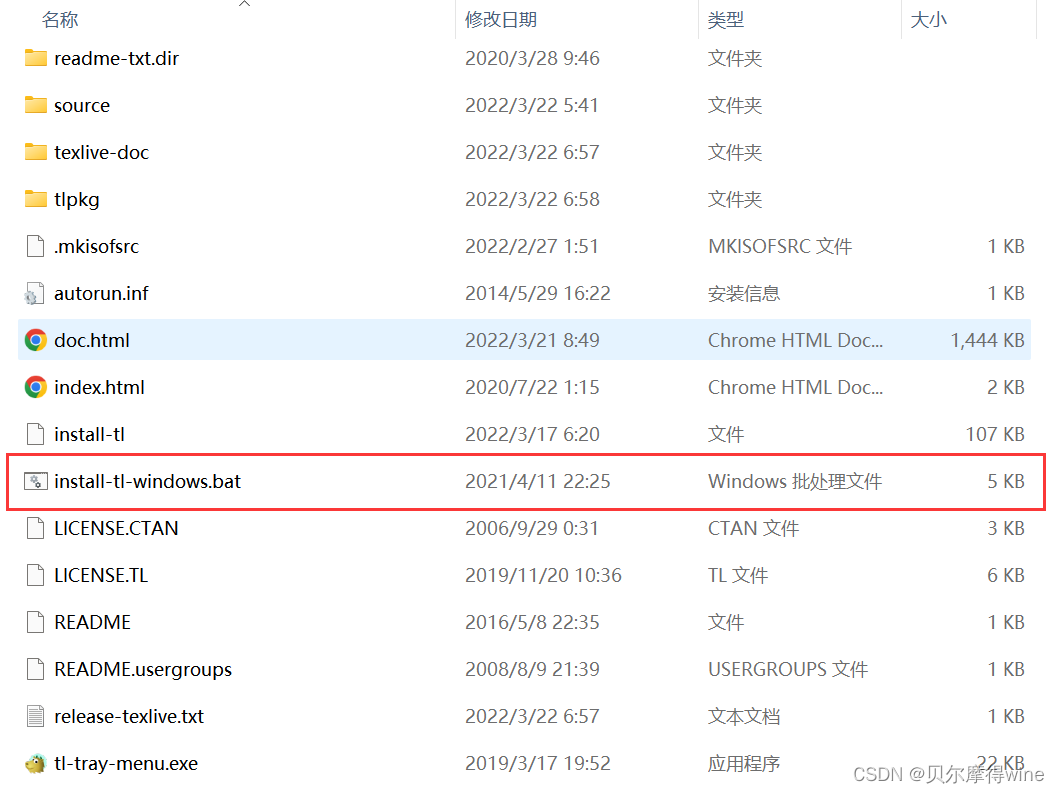 名称 修改日期 类型 大小
readme-txt.dir 2020/3/28 9:46 文件夹
source 2022/3/22 5:41 文件夹
texlive-doc 2022/3/22 6:57 文件夹
tlpkg 2022/3/22 6:58 文件夹
.mkisofsrc 2022/2/27 1:51 MKISOFSRC 文件 1 KB
autorun.inf 2014/5/29 16:22 安装信息 1 KB
doc.html 2022/3/21 8:49 Chrome HTML Doc... 1,444 KB
index.html 2020/7/22 1:15 Chrome HTML Doc... 2 KB
install-tl 2022/3/17 6:20 文件 107 KB
install-tl-windows.bat 2021/4/11 22:25 Windows 批处理文件 5 KB
LICENSE.CTAN 2006/9/29 0:31 CTAN 文件 3 KB
LICENSE.TL 2019/11/20 10:36 TL 文件 6 KB
README 2016/5/8 22:35 文件 1 KB
README.usergroups 2008/8/9 21:39 USERGROUPS 文件 1 KB
release-texlive.txt 2022/3/22 6:57 文本文档 1 KB
tl-tray-menu.exe 2019/3/17 19:52 应用程序 22 KB
CSDN @贝尔摩得wine